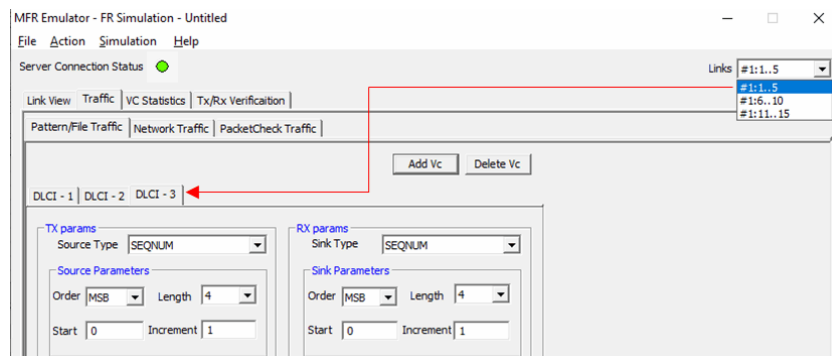 MFR Emulator - FR Simulation - Untitled
File Action Simulation Help
Server Connection Status
Links #1:1..5
#1:1..5
#1:6..10
#1:11..15
Link View Traffic VC Statistics Tx/Rx Verificaition
Pattern/File Traffic Network Traffic PacketCheck Traffic
Add Vc Delete Vc
DLCI - 1 DLCI - 2 DLCI - 3
TX params
Source Type SEQNUM
Source Parameters
Order MSB Length 4
Start 0 Increment 1
RX params
Sink Type SEQNUM
Sink Parameters
Order MSB Length 4
Start 0 Increment 1